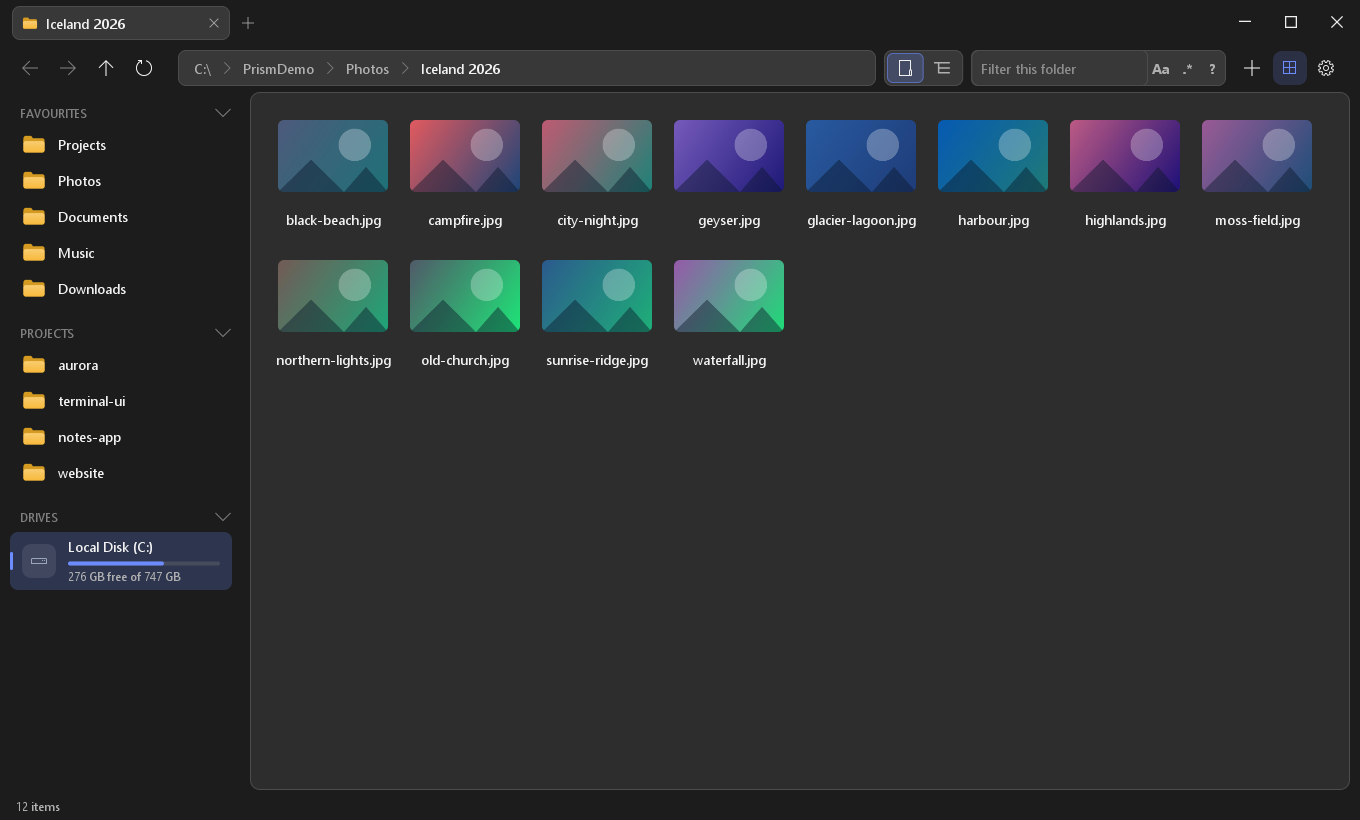 Iceland 2026
C:\ PrismDemo Photos Iceland 2026
Filter this folder Aa .* ?
FAVOURITES
Projects
Photos
Documents
Music
Downloads
PROJECTS
aurora
terminal-ui
notes-app
website
DRIVES
Local Disk (C:)
276 GB free of 747 GB
black-beach.jpg campfire.jpg city-night.jpg geyser.jpg glacier-lagoon.jpg harbour.jpg highlands.jpg moss-field.jpg
northern-lights.jpg old-church.jpg sunrise-ridge.jpg waterfall.jpg
12 items